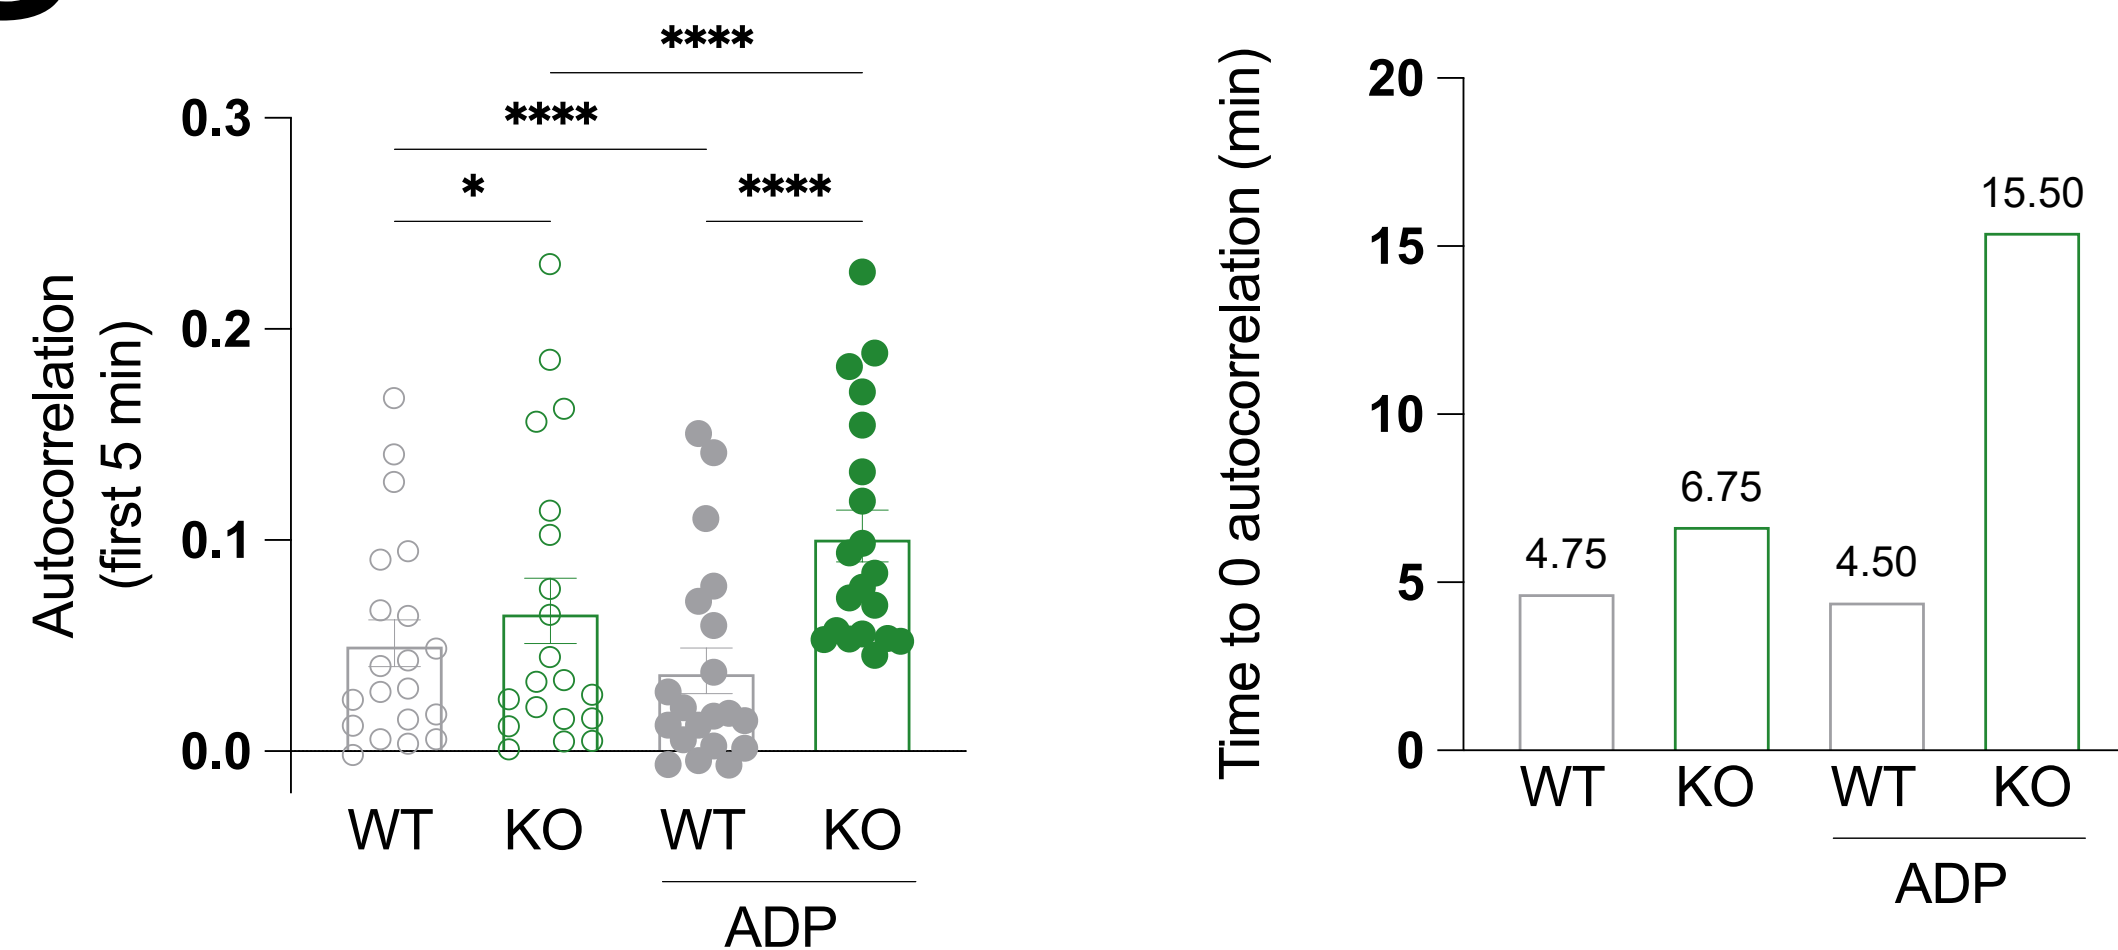 ****
****
*
****
0.3
0.2
0.1
0.0
Autocorrelation
(first 5 min)
WT
KO
WT
KO
ADP
Time to 0 autocorrelation (min)
20
15
10
5
0
4.75
6.75
4.50
15.50
WT
KO
WT
KO
ADP